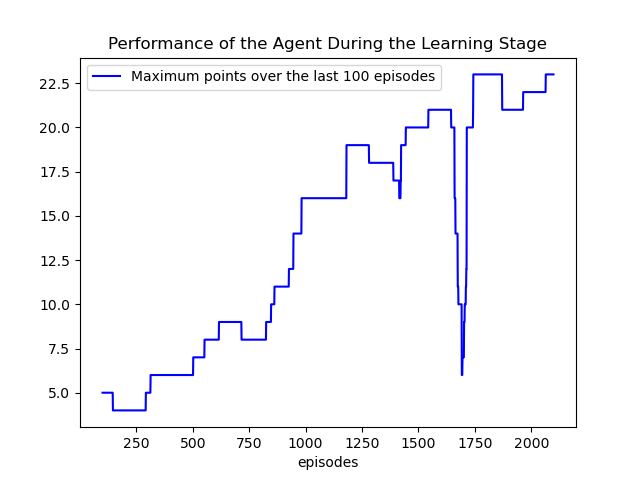 Performance of the Agent During the Learning Stage
Maximum points over the last 100 episodes
22.5
20.0
17.5
15.0
12.5
10.0
7.5
5.0
250 500 750 1000 1250 1500 1750 2000
episodes